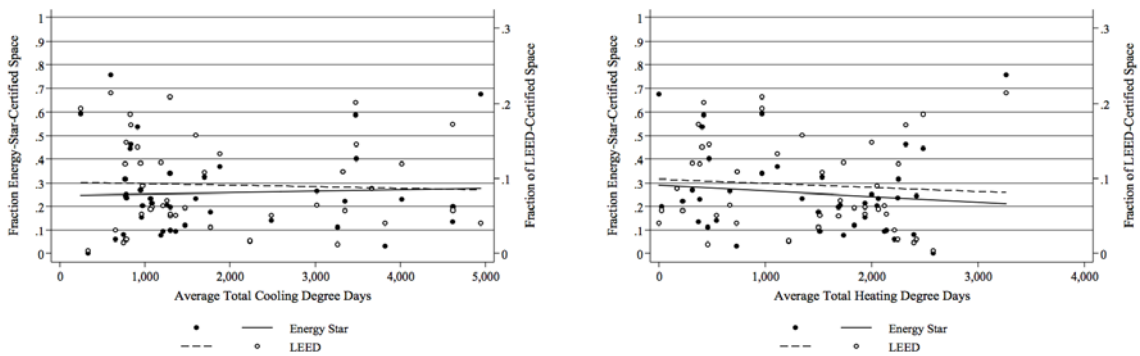 1
.9
.8
.7
.6
.5
.4
.3
.2
.1
0
Fraction Energy-Star-Certified Space
.3
.2
.1
0
Fraction of LEED-Certified Space
0 1,000 2,000 3,000 4,000 5,000
Average Total Cooling Degree Days
Energy Star
LEED
1
.9
.8
.7
.6
.5
.4
.3
.2
.1
0
Fraction Energy-Star-Certified Space
.3
.2
.1
0
Fraction of LEED-Certified Space
0 1,000 2,000 3,000 4,000
Average Total Heating Degree Days
Energy Star
LEED